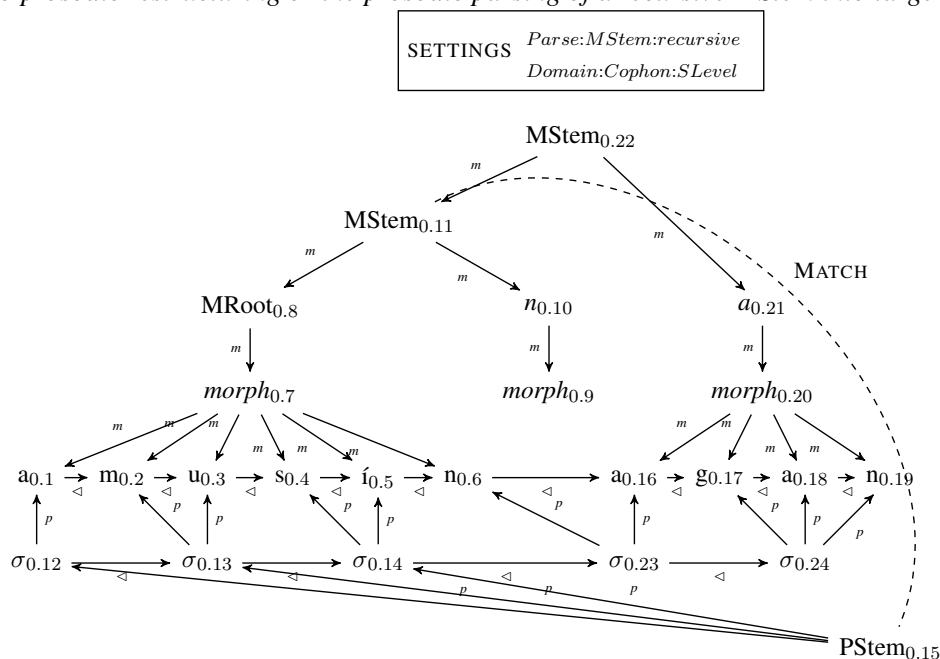 SETTINGS Parse:MStem:recursive
Domain:Cophon:SLevel
MStem0.22
m
MStem0.11
m
m
m
MATCH
MRoot0.8 n0.10 a0.21
m m m
morph0.7 morph0.9 morph0.20
m m m m m m m m m m
a0.1 m0.2 u0.3 s0.4 í0.5 n0.6 a0.16 g0.17 a0.18 n0.19
◁ ◁ ◁ ◁ ◁ ◁ ◁ ◁ ◁
p p p p p p p p p p
σ0.12 σ0.13 σ0.14 σ0.23 σ0.24
◁ ◁ ◁ ◁
p p p
PStem0.15